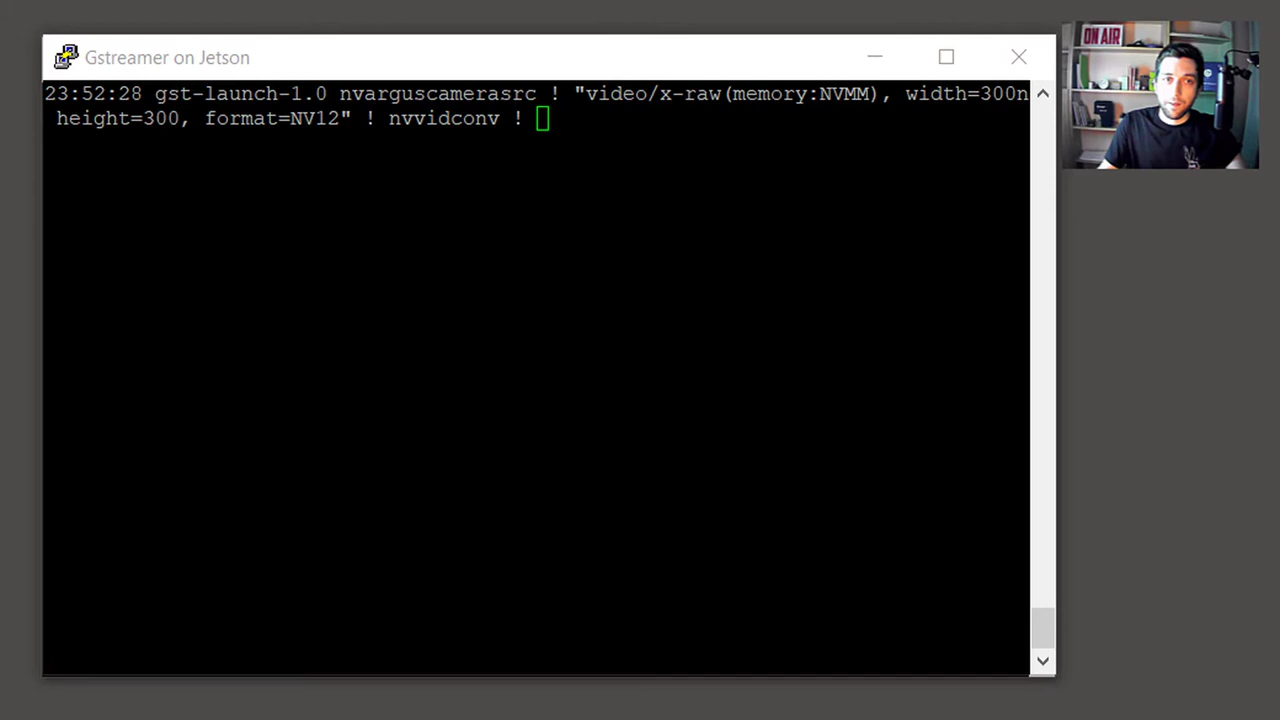 Gstreamer on Jetson
ON AIR
23:52:28 gst-launch-1.0 nvarguscamerasrc ! "video/x-raw(memory:NVMM), width=300n
height=300, format=NV12" ! nvvidconv !